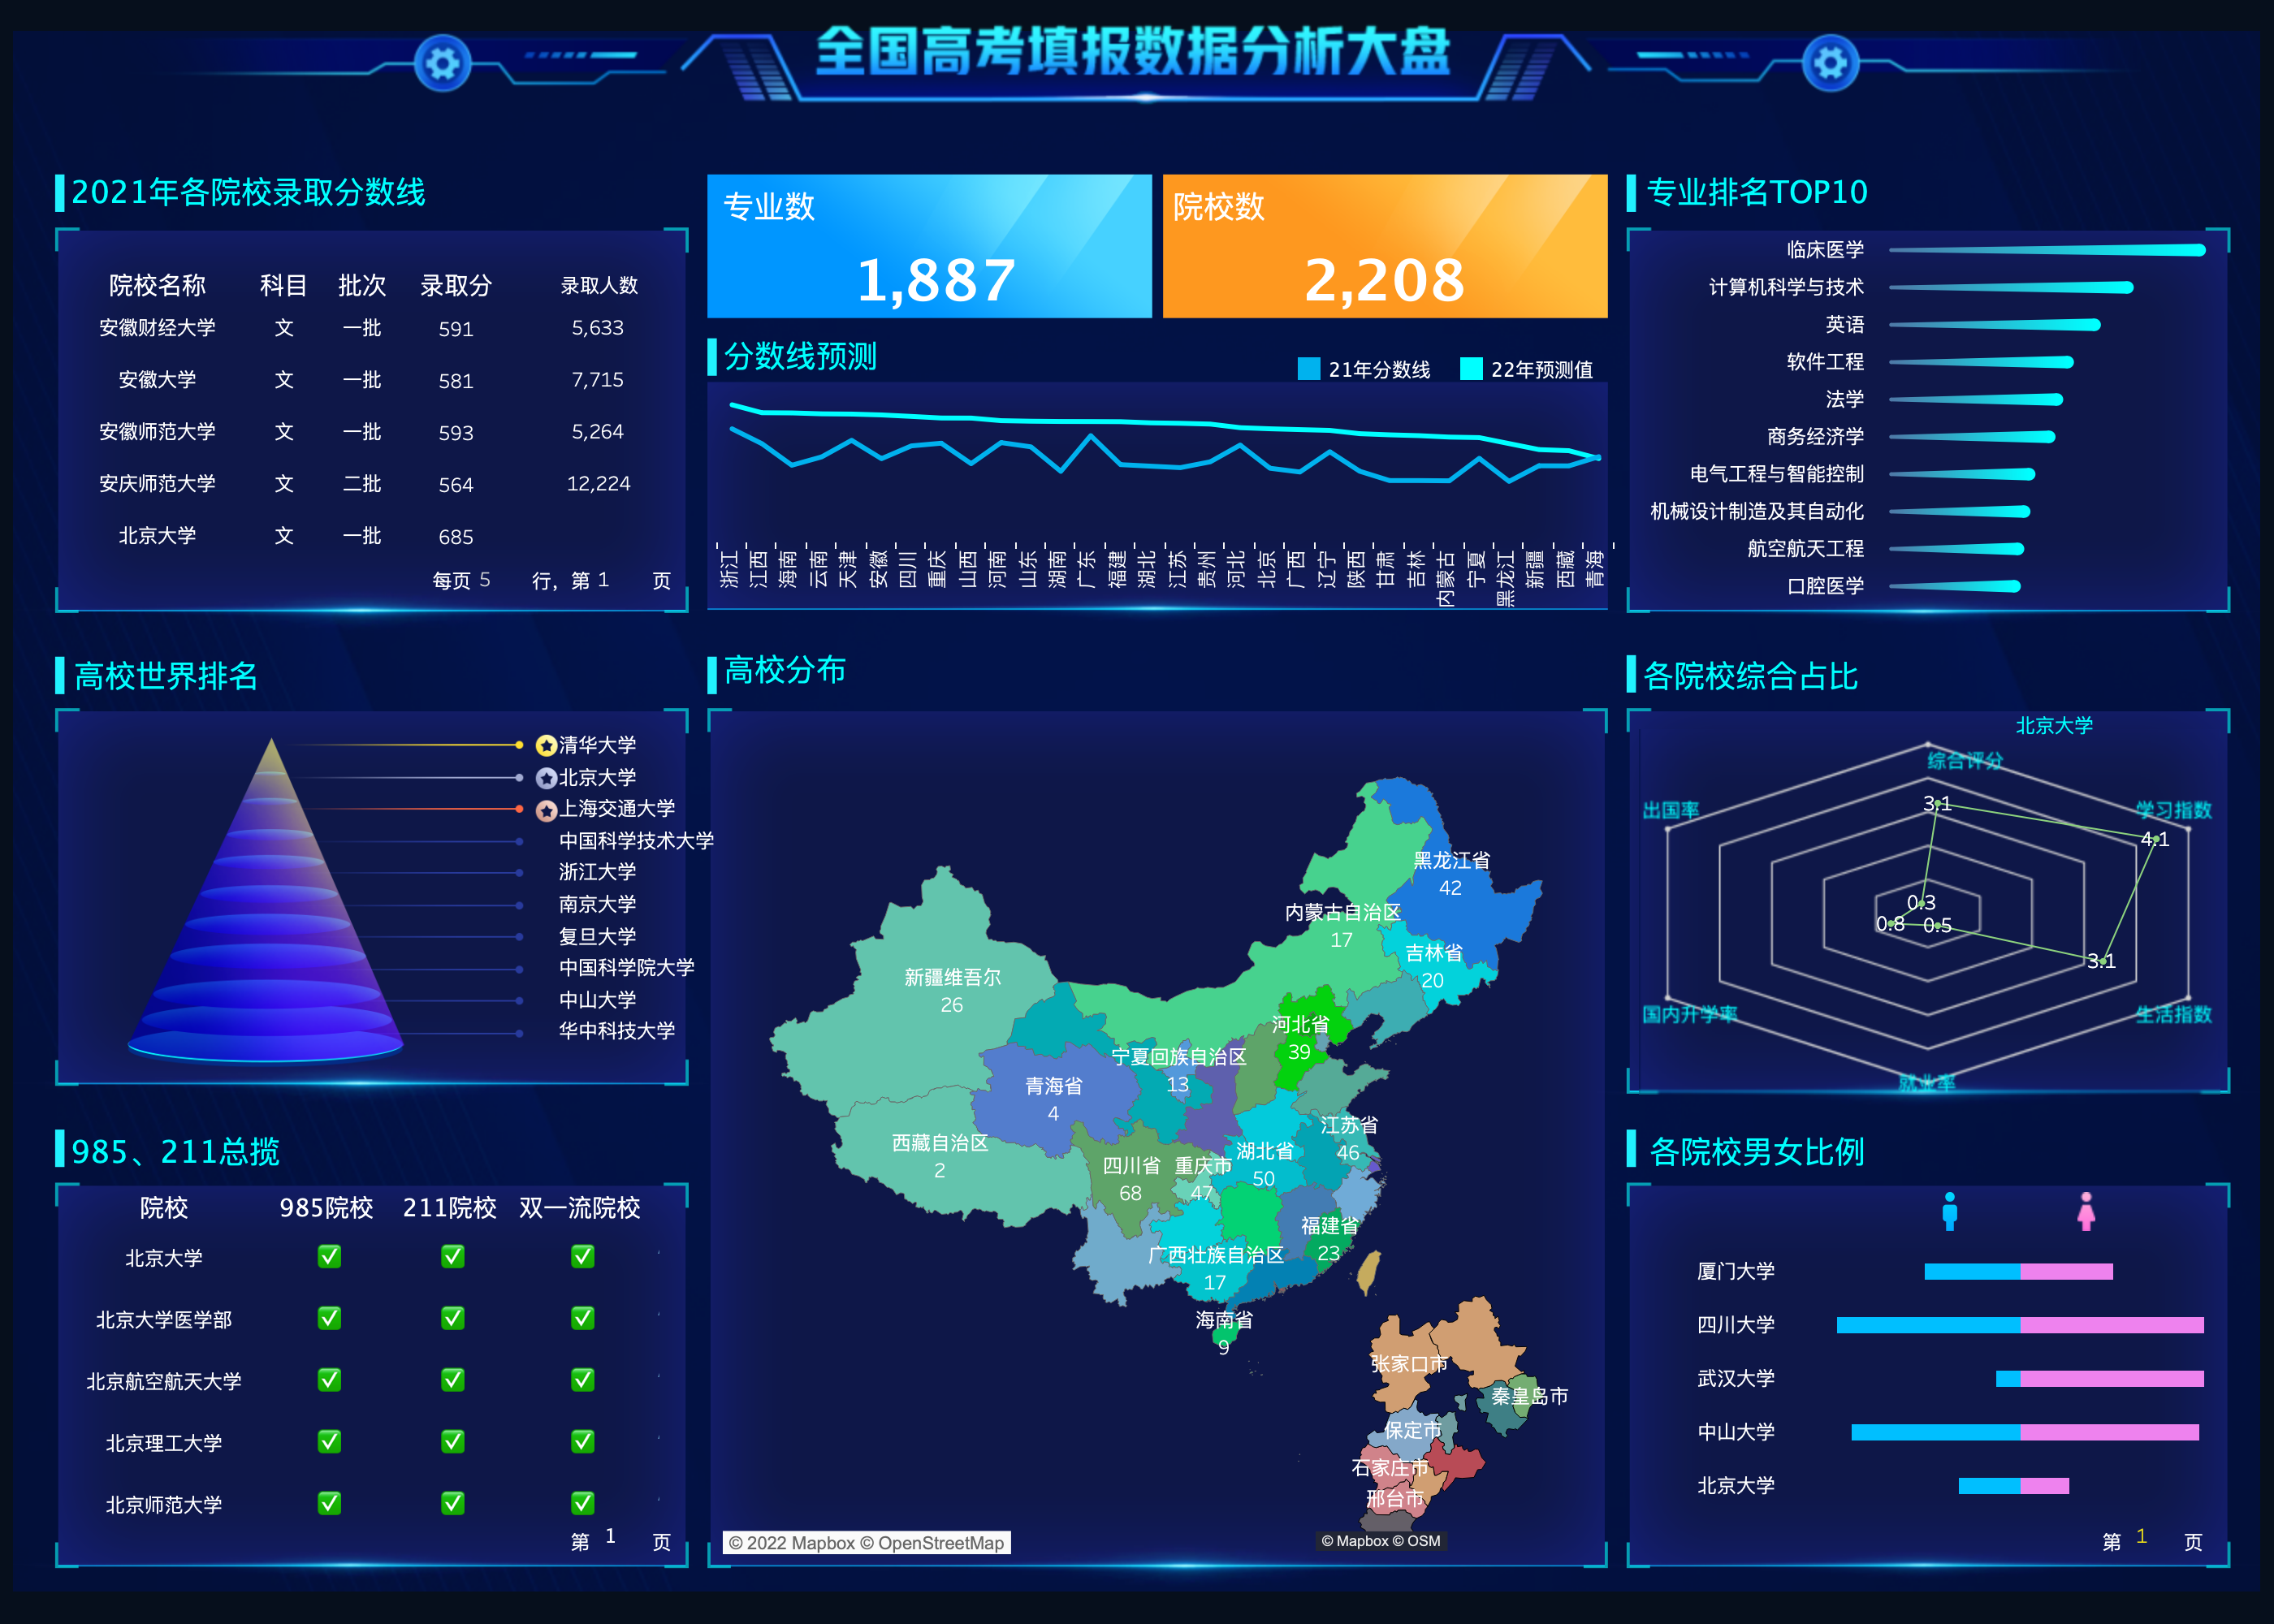 全国高考填报数据分析大盘
2021年各院校录取分数线
院校名称 科目 批次 录取分 录取人数
安徽财经大学 文 一批 591 5,633
安徽大学 文 一批 581 7,715
安徽师范大学 文 一批 593 5,264
安庆师范大学 文 二批 564 12,224
北京大学 文 一批 685
每页 5 行，第 1 页
专业数
1,887
院校数
2,208
分数线预测
21年分数线 22年预测值
浙江 江西 海南 云南 天津 安徽 四川 重庆 山西 河南 山东 湖南 广东 福建 湖北 江苏 贵州 河北 北京 广西 辽宁 陕西 甘肃 吉林 内蒙古 宁夏 黑龙江 新疆 西藏 青海
专业排名TOP10
临床医学
计算机科学与技术
英语
软件工程
法学
商务经济学
电气工程与智能控制
机械设计制造及其自动化
航空航天工程
口腔医学
高校世界排名
清华大学
北京大学
上海交通大学
中国科学技术大学
浙江大学
南京大学
复旦大学
中国科学院大学
中山大学
华中科技大学
高校分布
黑龙江省
42
内蒙古自治区
17
吉林省
20
新疆维吾尔
26
河北省
39
宁夏回族自治区
13
青海省
4
江苏省
46
西藏自治区
2
湖北省
50
四川省
68
重庆市
47
福建省
23
广西壮族自治区
17
海南省
9
张家口市
秦皇岛市
保定市
石家庄市
邢台市
© 2022 Mapbox © OpenStreetMap
© Mapbox © OSM
各院校综合占比
北京大学
综合评分
出国率
学习指数
3.1
4.1
0.3
0.8
0.5
3.1
国内升学率
生活指数
就业率
985、211总揽
院校 985院校 211院校 双一流院校
北京大学 ✅ ✅ ✅
北京大学医学部 ✅ ✅ ✅
北京航空航天大学 ✅ ✅ ✅
北京理工大学 ✅ ✅ ✅
北京师范大学 ✅ ✅ ✅
第 1 页
各院校男女比例
厦门大学
四川大学
武汉大学
中山大学
北京大学
第 1 页